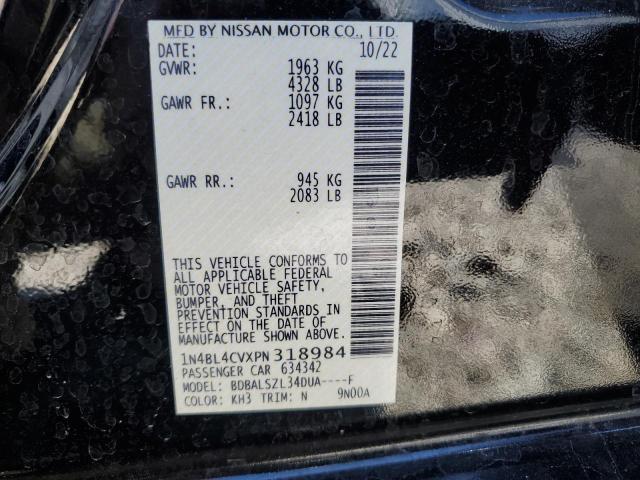 MFD BY NISSAN MOTOR CO., LTD.
DATE: 10/22
GVWR: 1963 KG
4328 LB
GAWR FR.: 1097 KG
2418 LB
GAWR RR.: 945 KG
2083 LB
THIS VEHICLE CONFORMS TO
ALL APPLICABLE FEDERAL
MOTOR VEHICLE SAFETY,
BUMPER, AND THEFT
PREVENTION STANDARDS IN
EFFECT ON THE DATE OF
MANUFACTURE SHOWN ABOVE.
1N4BL4CVXPN318984
PASSENGER CAR 634342
MODEL: BDBALSZL34DUA----F
COLOR: KH3 TRIM: N 9N00A